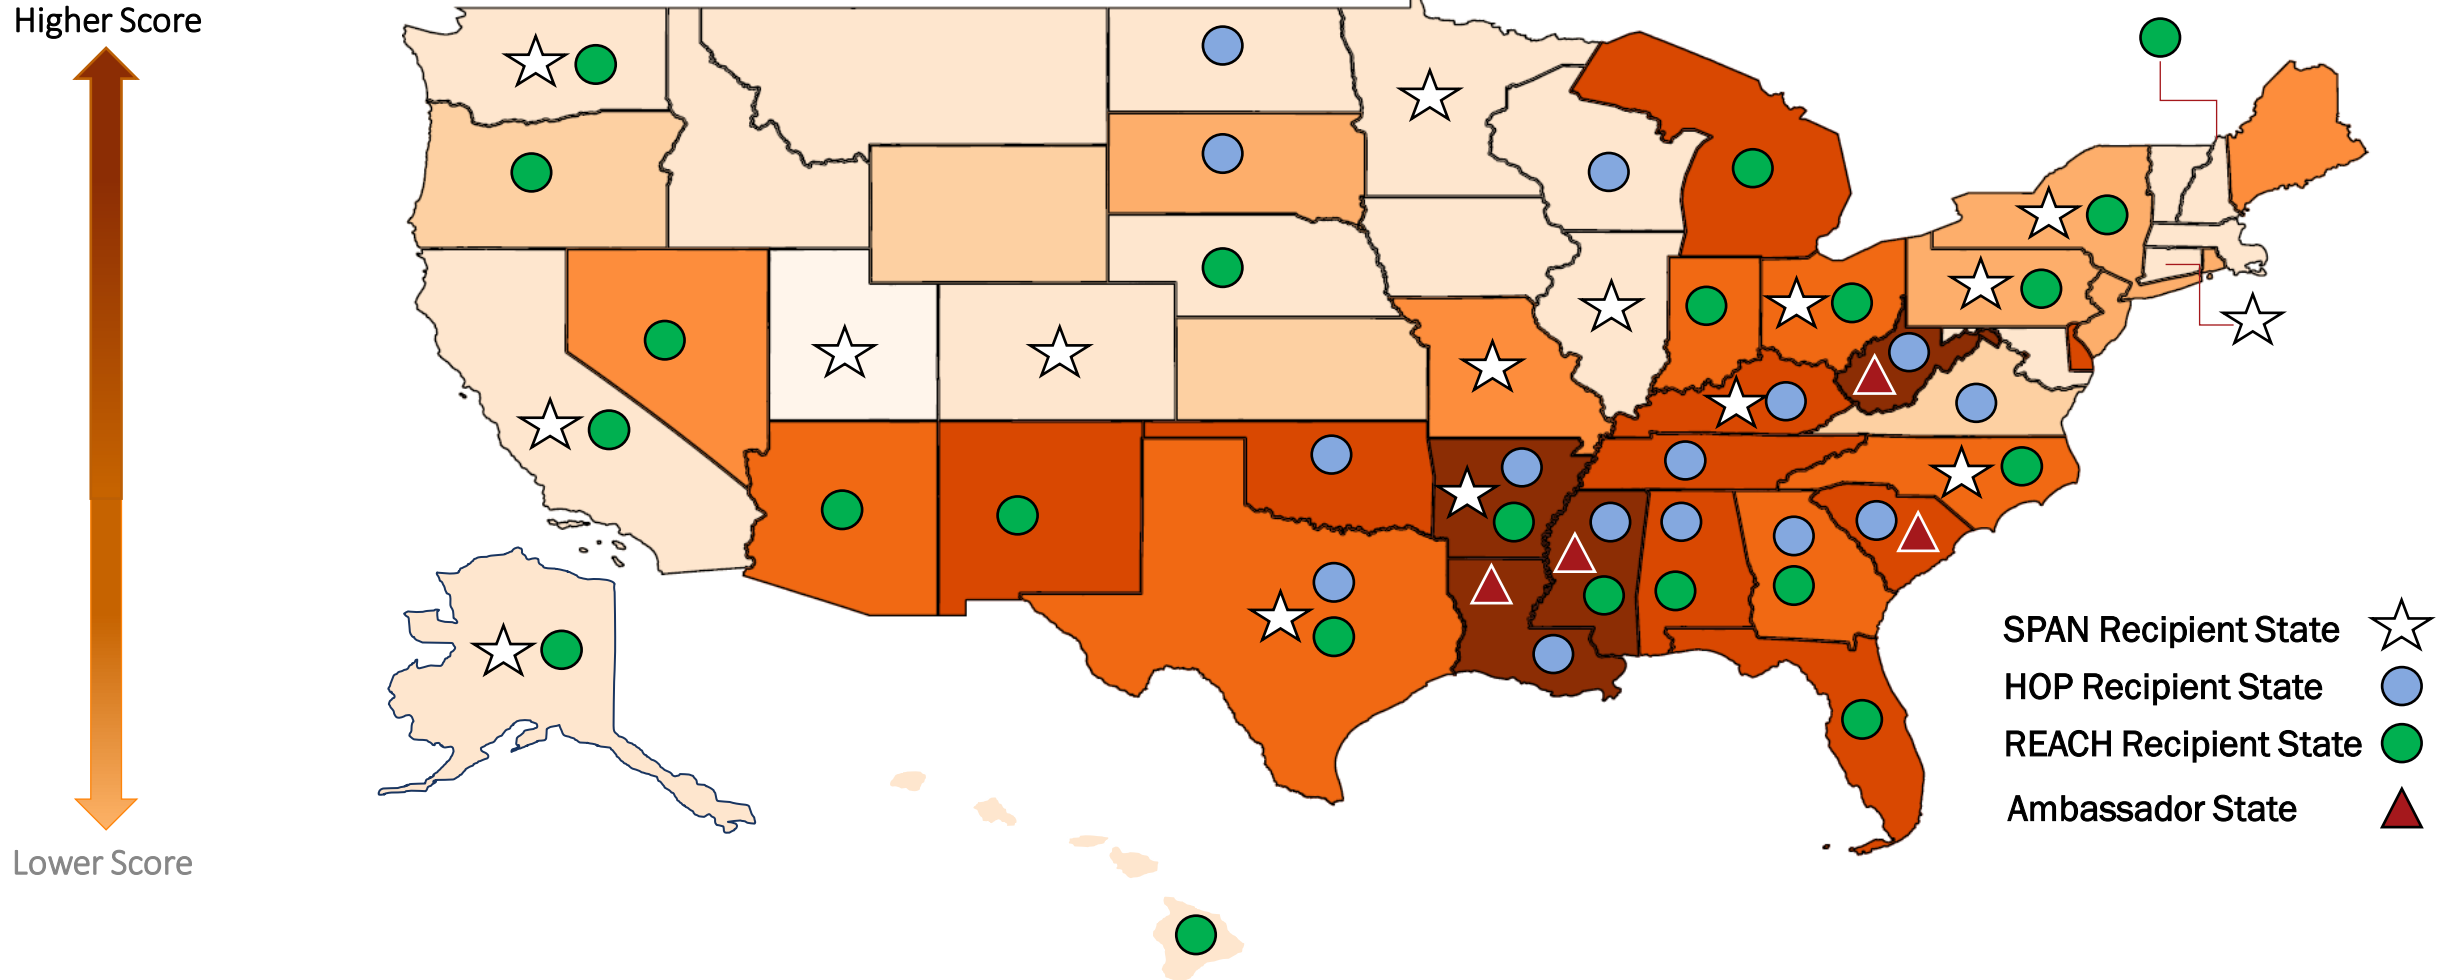 Higher Score
Lower Score
SPAN Recipient State
HOP Recipient State
REACH Recipient State
Ambassador State